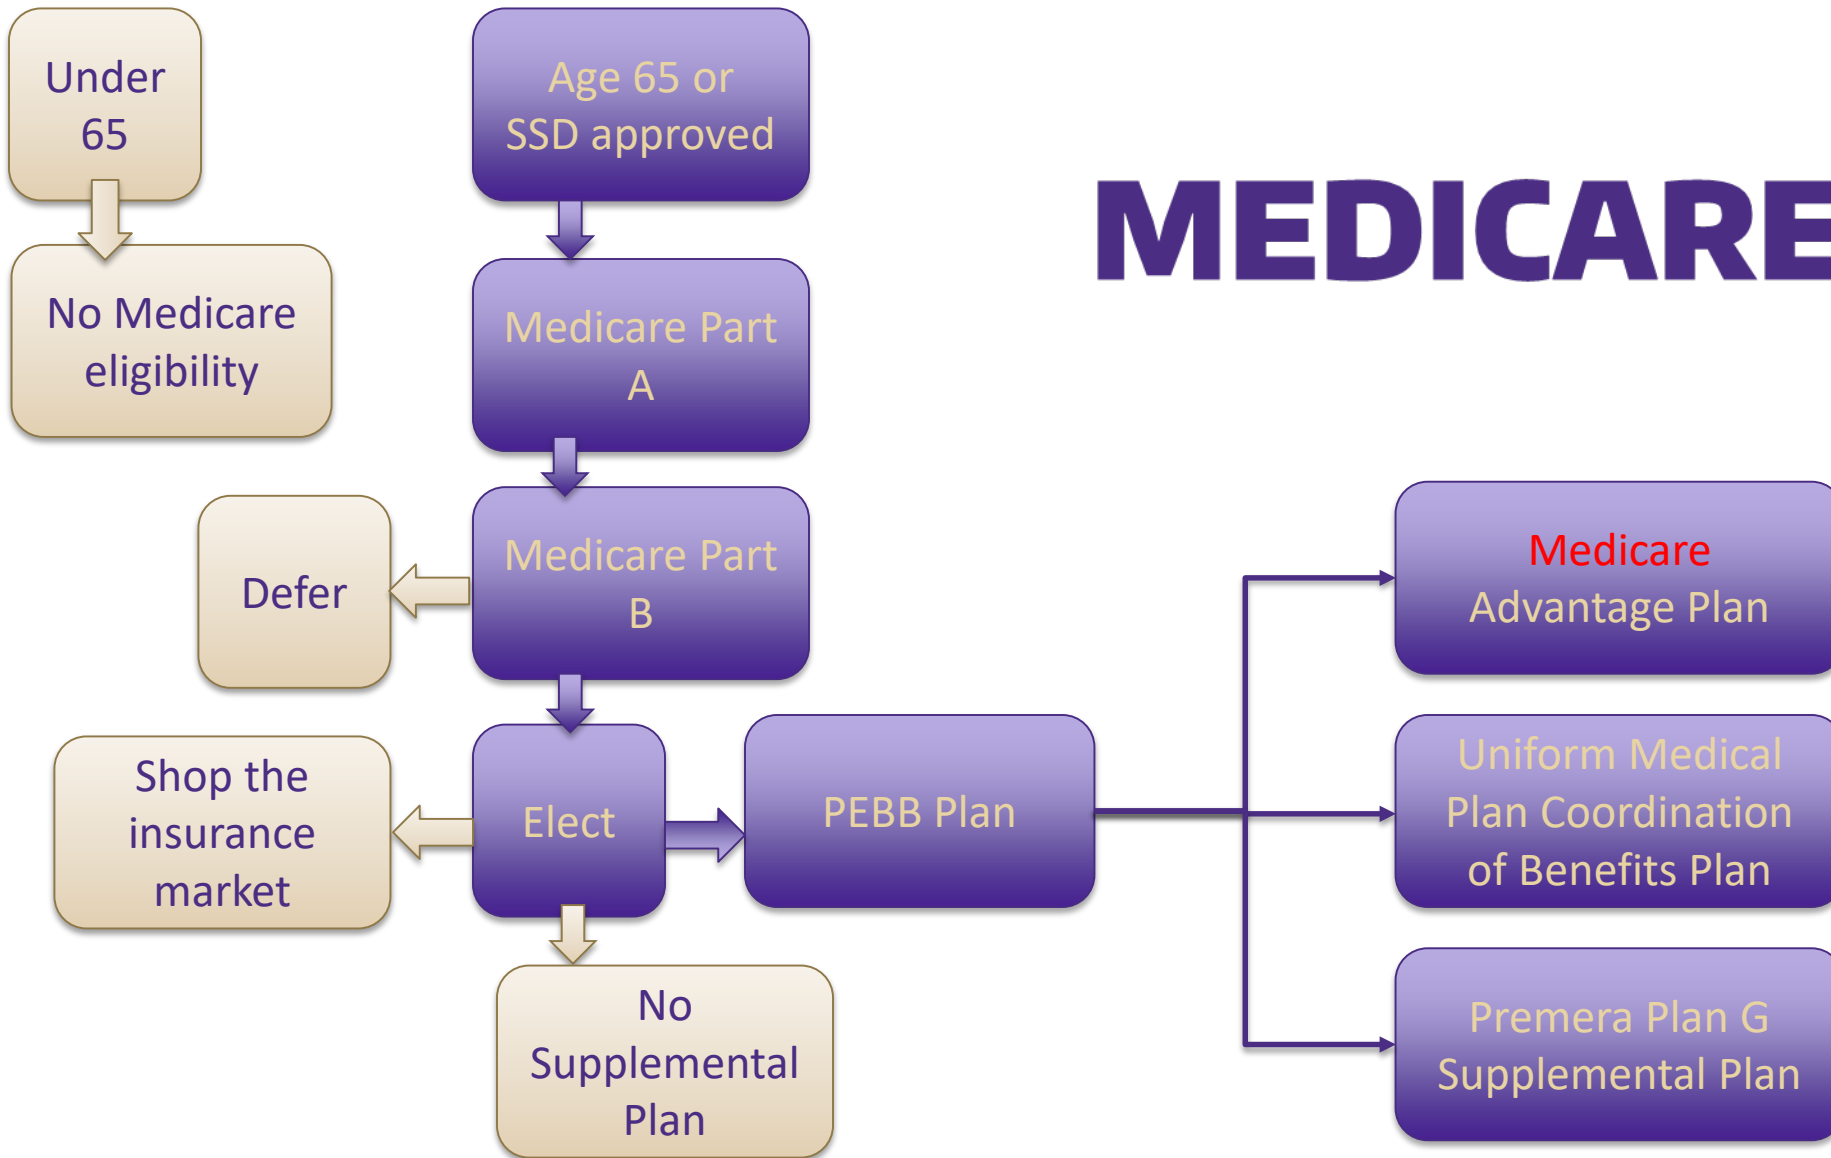 Under
65
Age 65 or
SSD approved
MEDICARE
No Medicare
eligibility
Medicare Part
A
Defer
Medicare Part
B
Medicare
Advantage Plan
Shop the
insurance
market
Elect
PEBB Plan
Uniform Medical
Plan Coordination
of Benefits Plan
No
Supplemental
Plan
Premera Plan G
Supplemental Plan